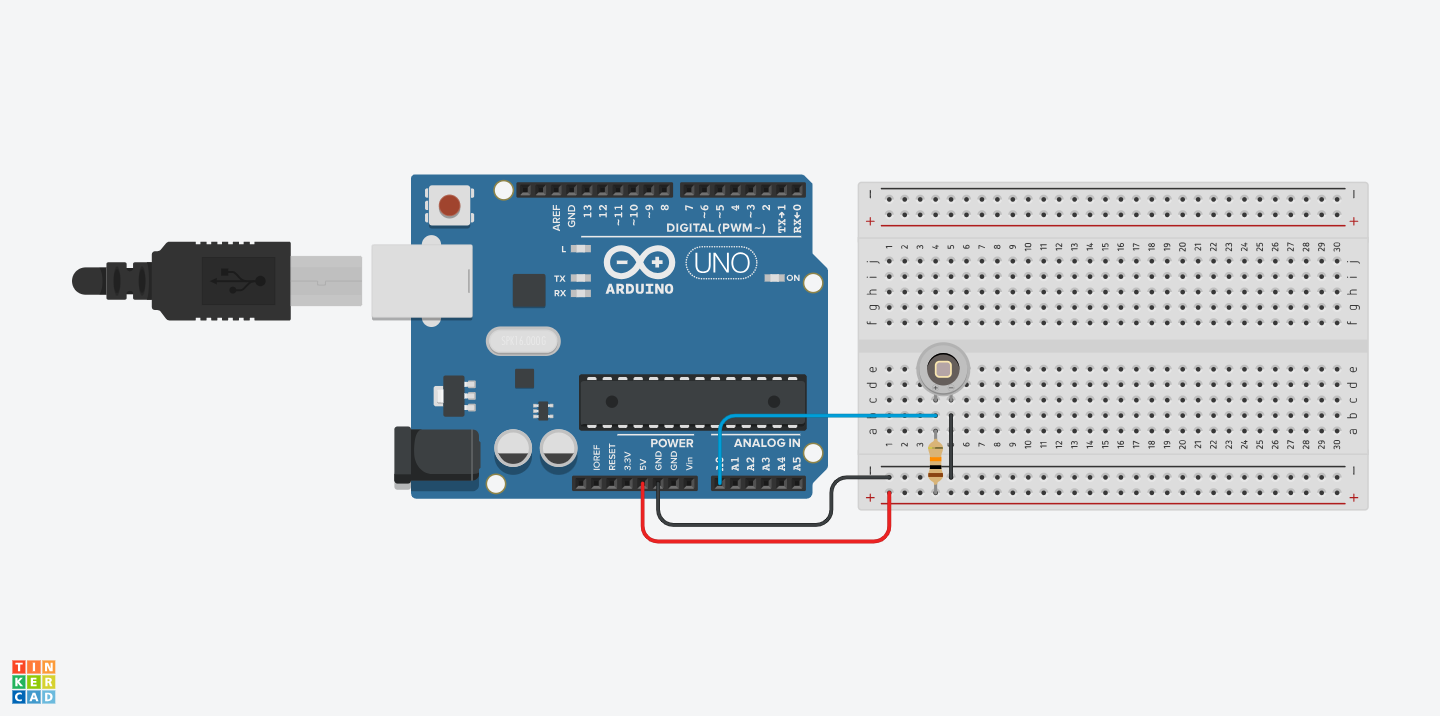 AREF
GND
13
12
~11
~10
~9
8
7
~6
~5
4
~3
2
TX→1
RX←0
DIGITAL (PWM~)
L
TX
RX
ARDUINO
UNO
ON
POWER
ANALOG IN
IOREF
RESET
3.3V
5V
GND
GND
Vin
A0
A1
A2
A3
A4
A5
− −
+ +
1 2 3 4 5 6 7 8 9 10 11 12 13 14 15 16 17 18 19 20 21 22 23 24 25 26 27 28 29 30
j j
i i
h h
g g
f f
e e
d d
c c
b b
a a
1 2 3 4 5 6 7 8 9 10 11 12 13 14 15 16 17 18 19 20 21 22 23 24 25 26 27 28 29 30
− −
+ +
TIN
KER
CAD